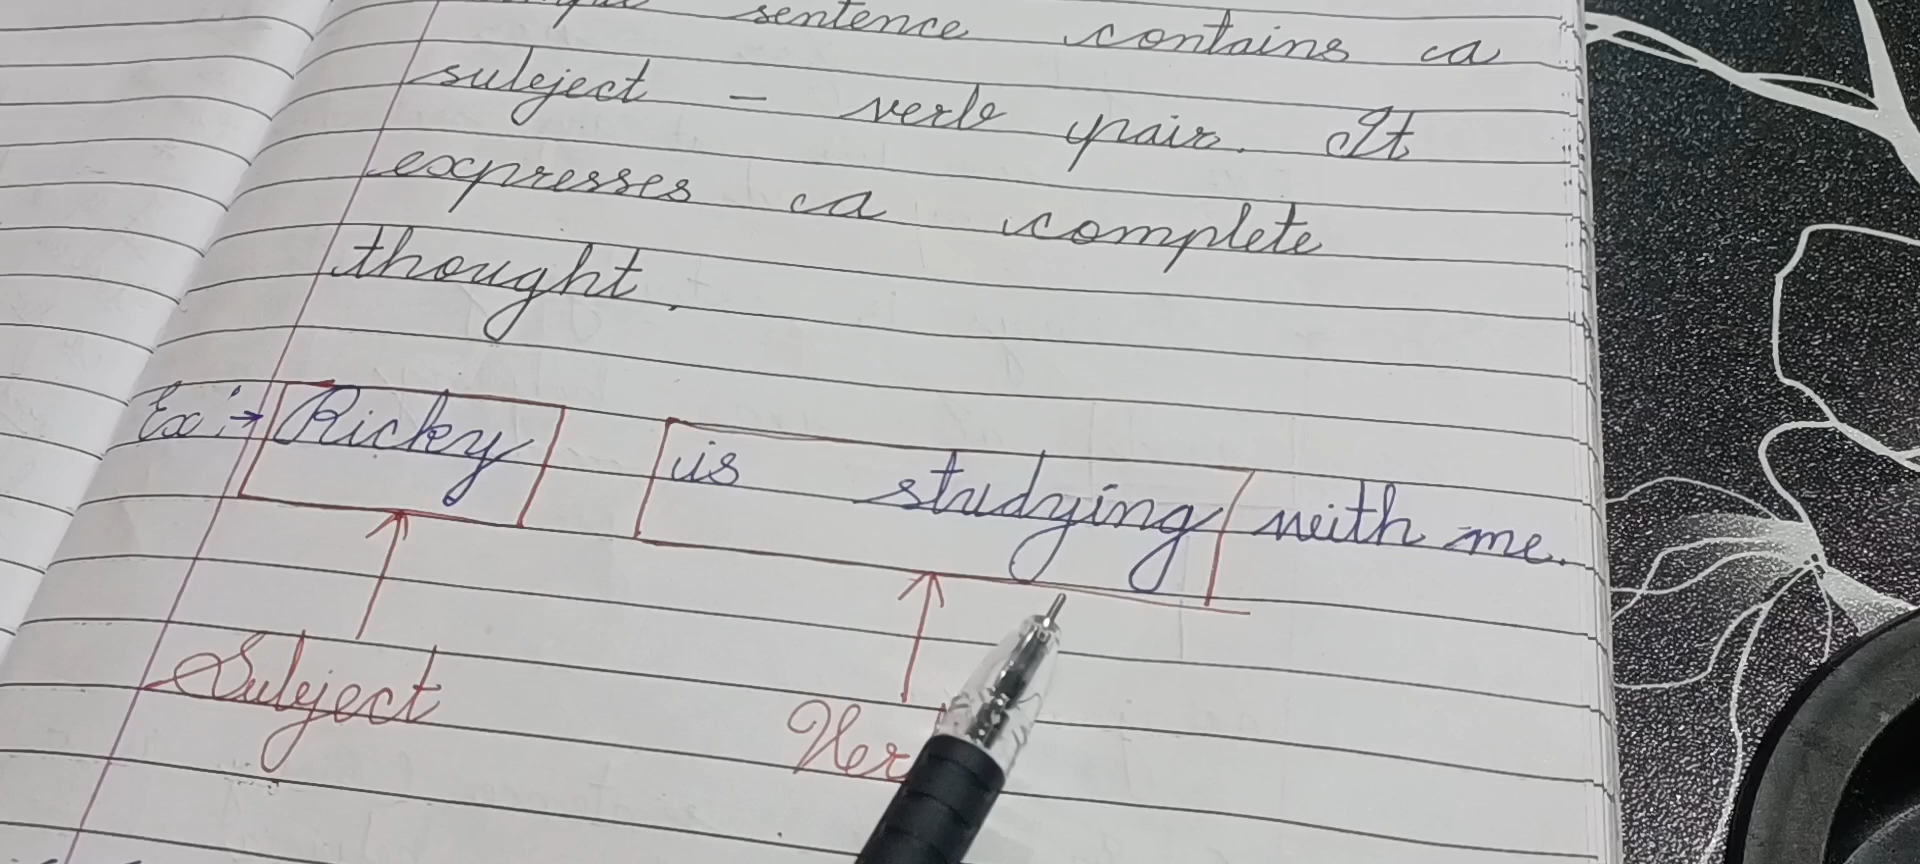 sentence contains a
subject - verb pair. It
expresses a complete
thought.
Ex:→ Ricky is studying with me.
Subject